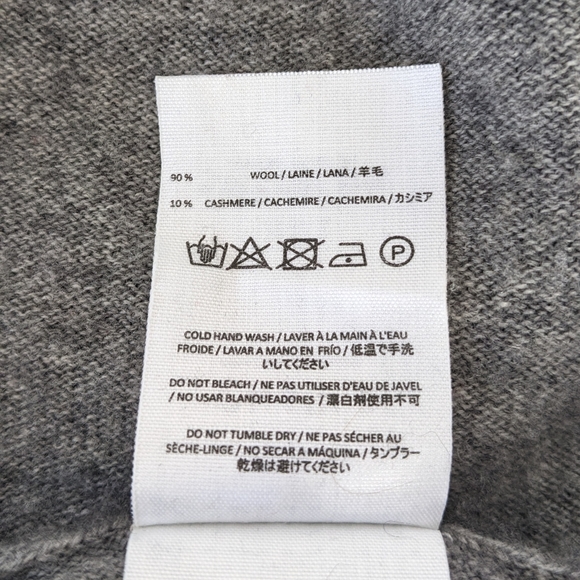 90 % WOOL / LAINE / LANA / 羊毛
10 % CASHMERE / CACHEMIRE / CACHEMIRA / カシミア
P
COLD HAND WASH / LAVER À LA MAIN À L'EAU
FROIDE / LAVAR A MANO EN FRÍO / 低温で手洗
いしてください
DO NOT BLEACH / NE PAS UTILISER D'EAU DE JAVEL
/ NO USAR BLANQUEADORES / 漂白剤使用不可
DO NOT TUMBLE DRY / NE PAS SÉCHER AU
SÈCHE-LINGE / NO SECAR A MÁQUINA / タンブラー
乾燥は避けてください